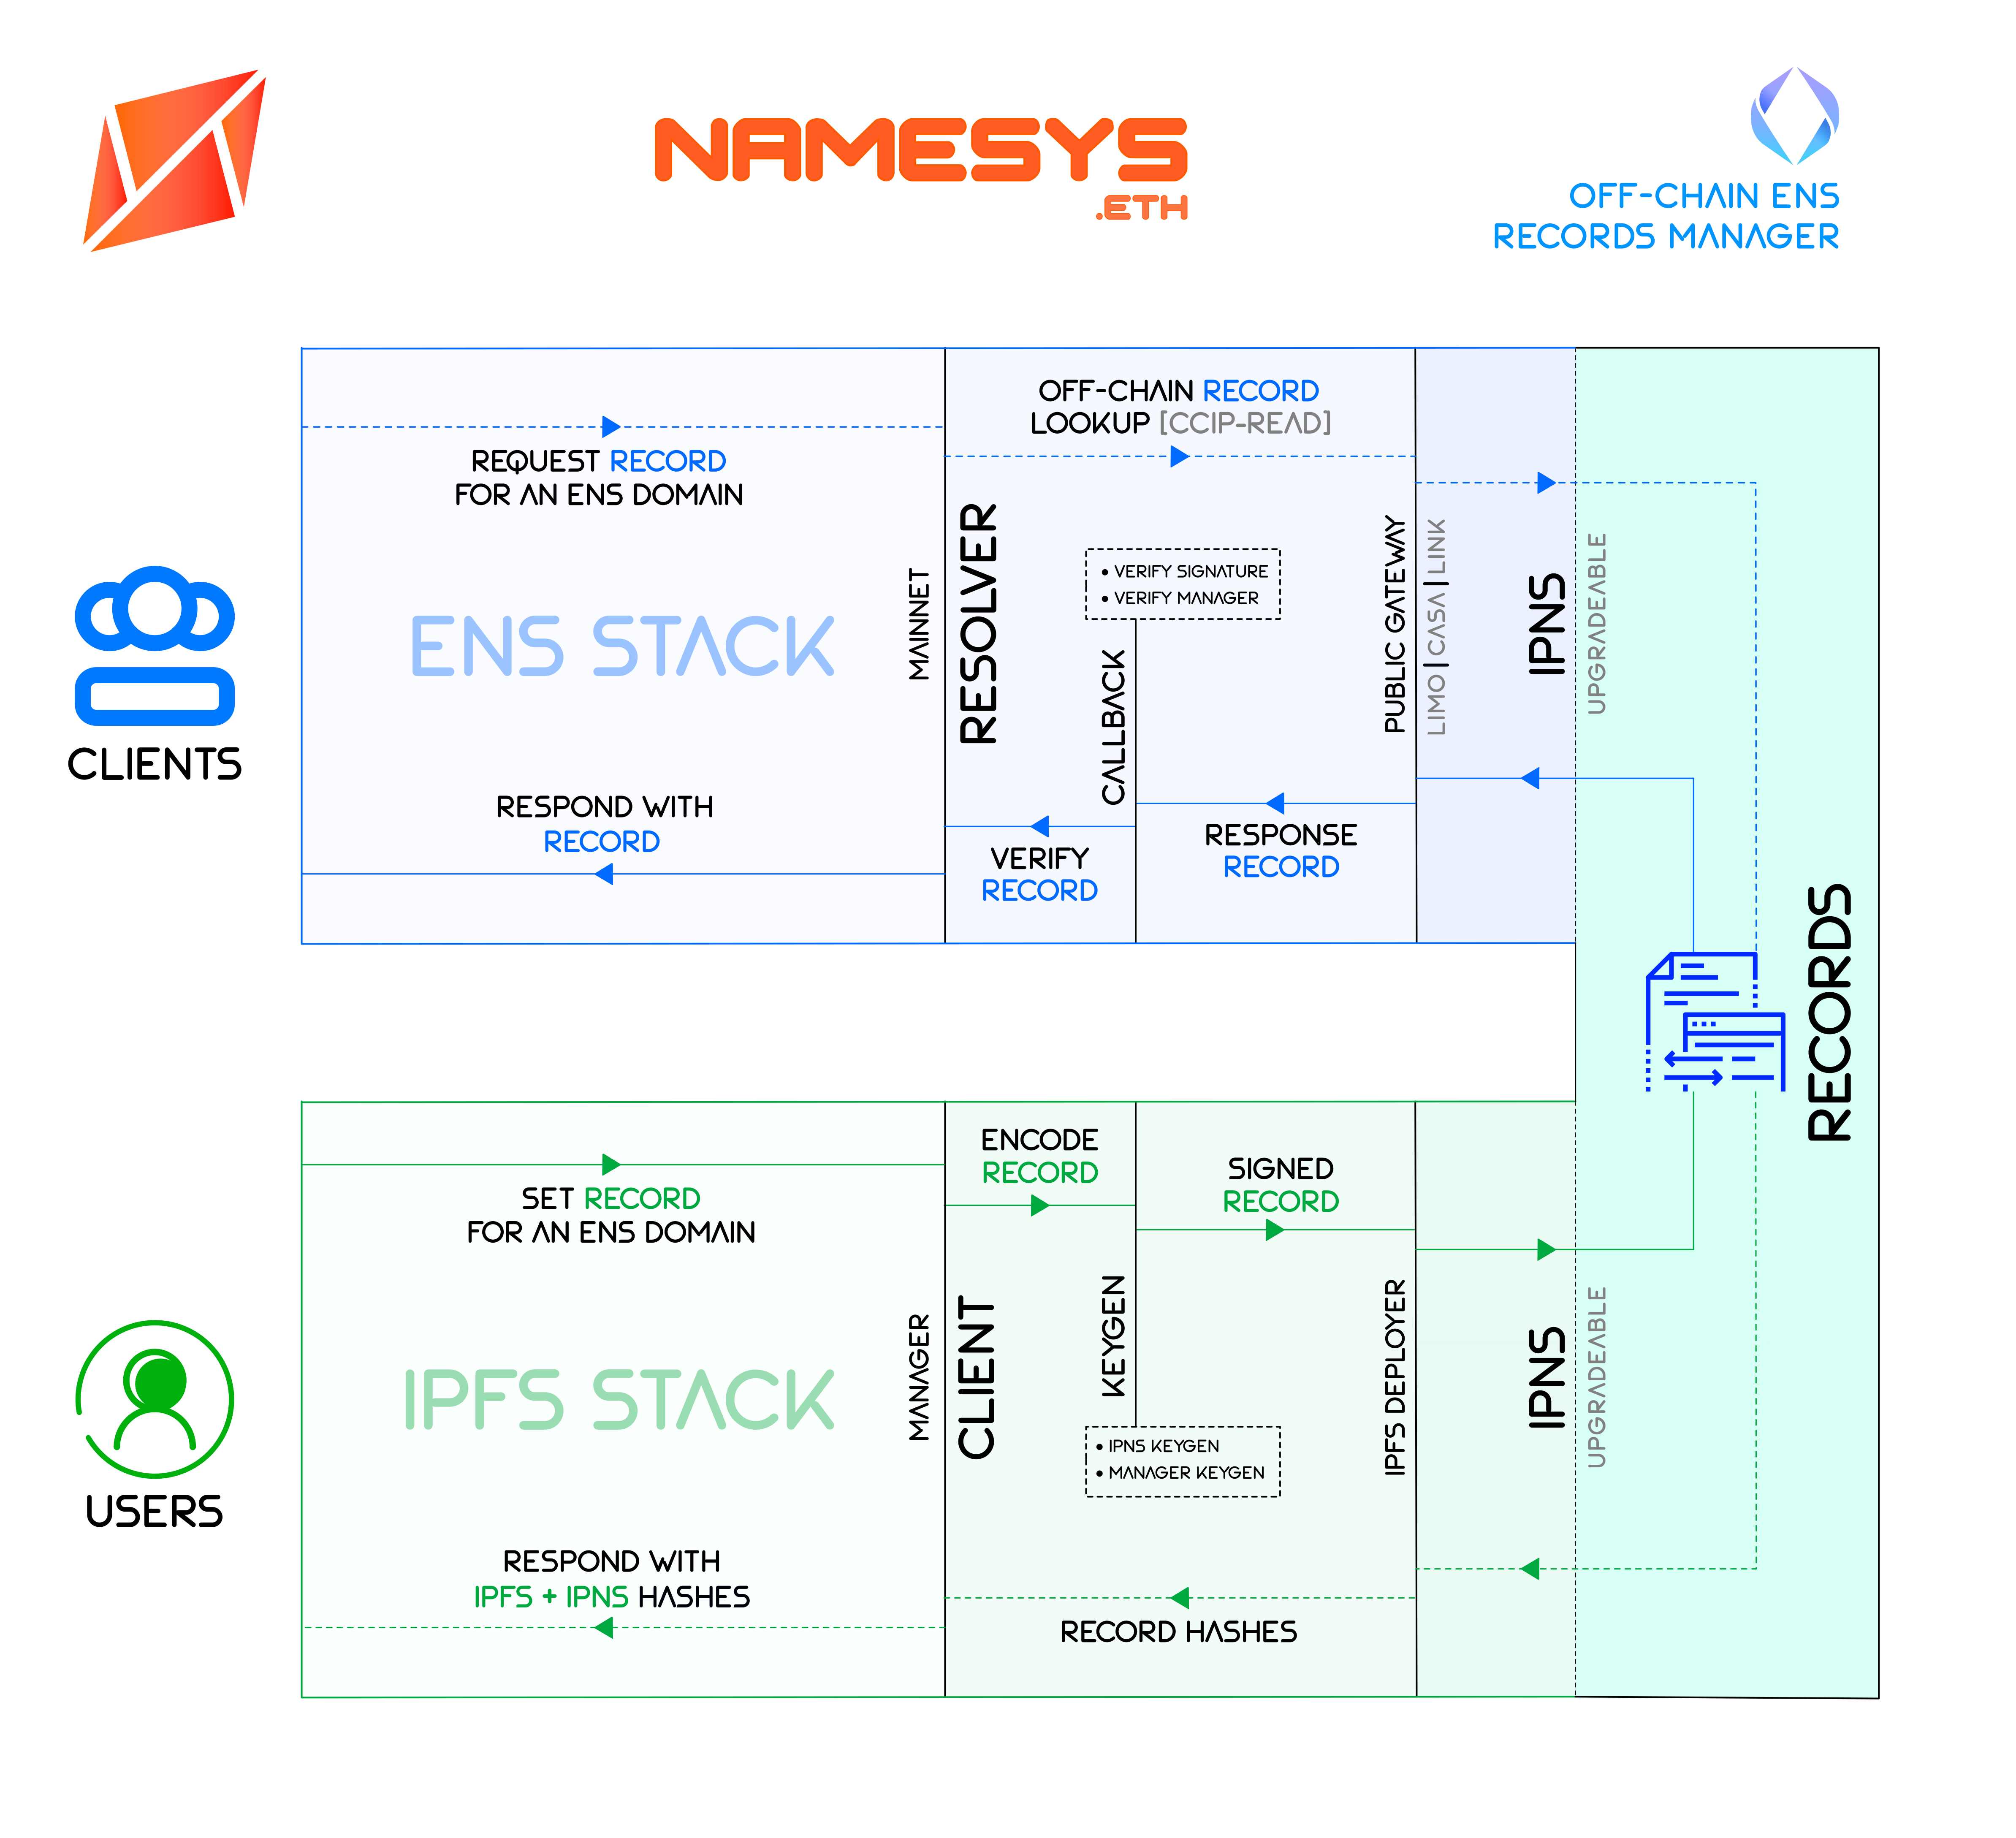 NAMESYS
.ETH
OFF-CHAIN ENS
RECORDS MANAGER
CLIENTS
REQUEST RECORD
FOR AN ENS DOMAIN
ENS STACK
RESPOND WITH
RECORD
MAINNET
RESOLVER
OFF-CHAIN RECORD
LOOKUP [CCIP-READ]
• VERIFY SIGNATURE
• VERIFY MANAGER
CALLBACK
VERIFY
RECORD
RESPONSE
RECORD
PUBLIC GATEWAY
LIMO | CASA | LINK
IPNS
UPGRADEABLE
RECORDS
USERS
SET RECORD
FOR AN ENS DOMAIN
IPFS STACK
RESPOND WITH
IPFS + IPNS HASHES
MANAGER
CLIENT
ENCODE
RECORD
SIGNED
RECORD
KEYGEN
• IPNS KEYGEN
• MANAGER KEYGEN
RECORD HASHES
IPFS DEPLOYER
IPNS
UPGRADEABLE